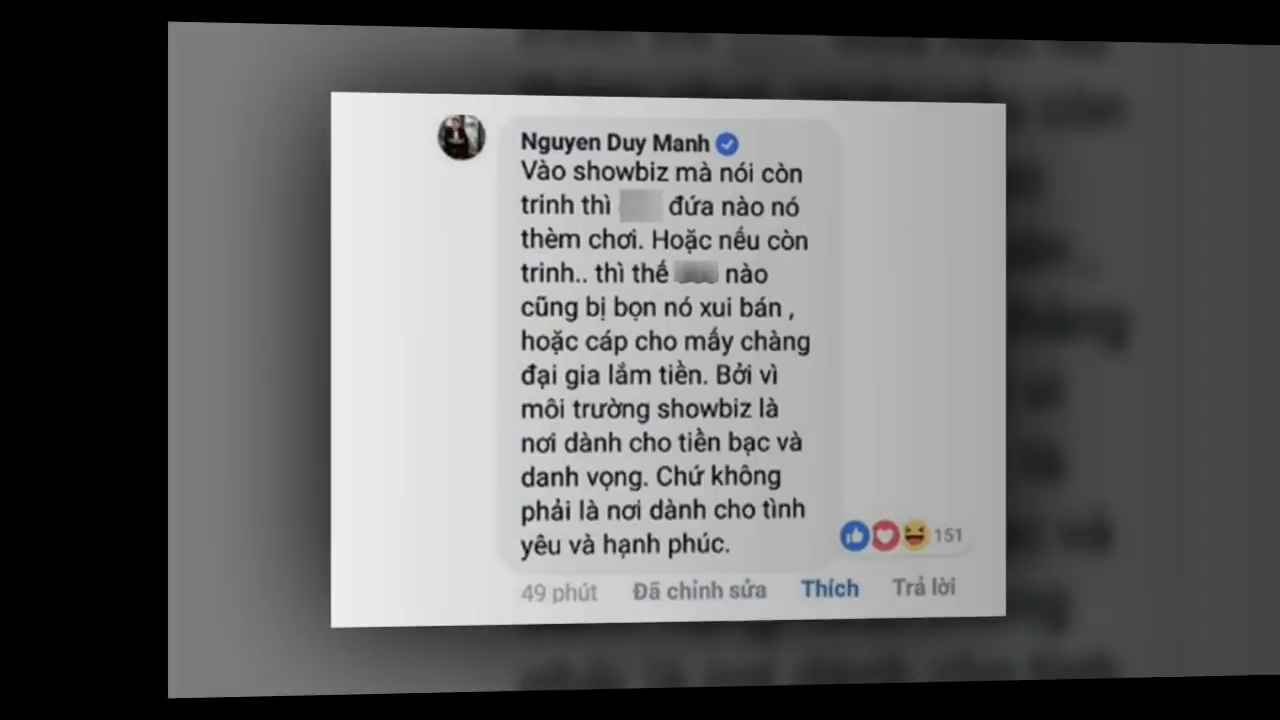 Nguyen Duy Manh
Vào showbiz mà nói còn
trinh thì đứa nào nó
thèm chơi. Hoặc nếu còn
trinh.. thì thế nào
cũng bị bọn nó xui bán ,
hoặc cáp cho mấy chàng
đại gia lắm tiền. Bởi vì
môi trường showbiz là
nơi dành cho tiền bạc và
danh vọng. Chứ không
phải là nơi dành cho tình
yêu và hạnh phúc.
151
49 phút Đã chỉnh sửa Thích Trả lời